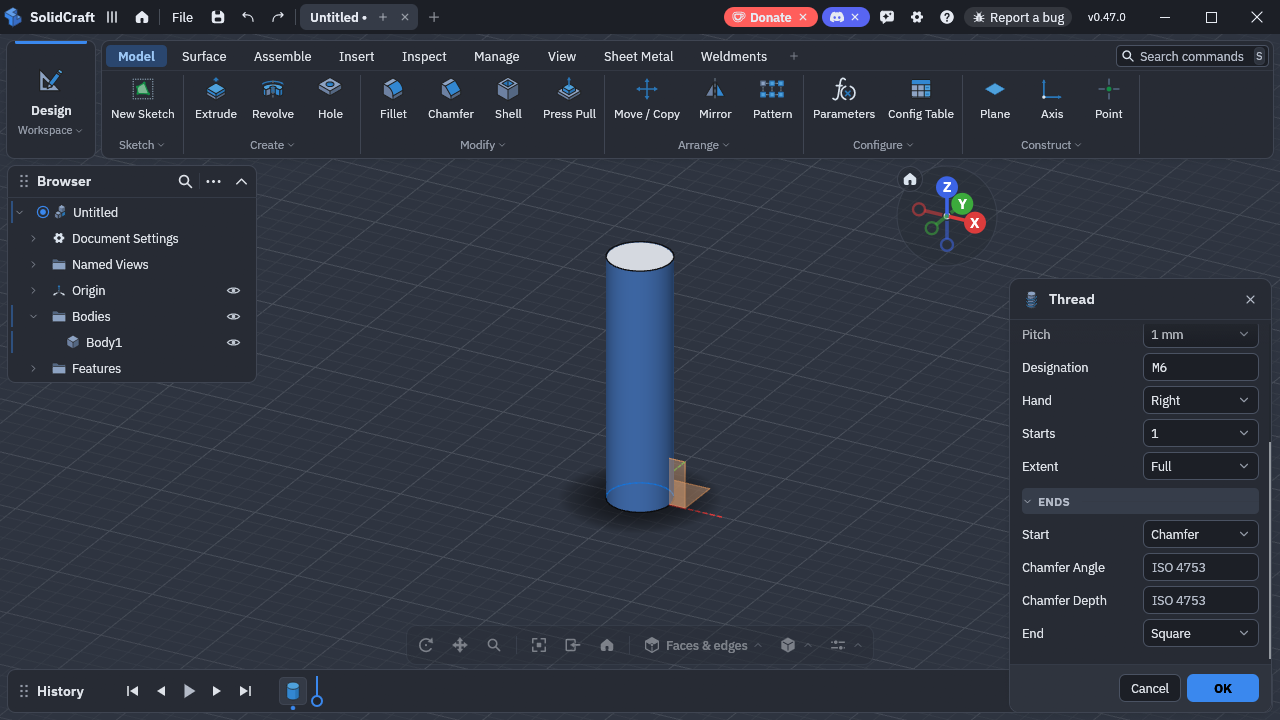 SolidCraft
File
Untitled •
Donate
Report a bug
v0.47.0
Design
Workspace
Model
Surface
Assemble
Insert
Inspect
Manage
View
Sheet Metal
Weldments
Search commands
S
New Sketch
Extrude
Revolve
Hole
Fillet
Chamfer
Shell
Press Pull
Move / Copy
Mirror
Pattern
Parameters
Config Table
Plane
Axis
Point
Sketch
Create
Modify
Arrange
Configure
Construct
Browser
Untitled
Document Settings
Named Views
Origin
Bodies
Body1
Features
Z
Y
X
Thread
Pitch
1 mm
Designation
M6
Hand
Right
Starts
1
Extent
Full
ENDS
Start
Chamfer
Chamfer Angle
ISO 4753
Chamfer Depth
ISO 4753
End
Square
Cancel
OK
Faces & edges
History